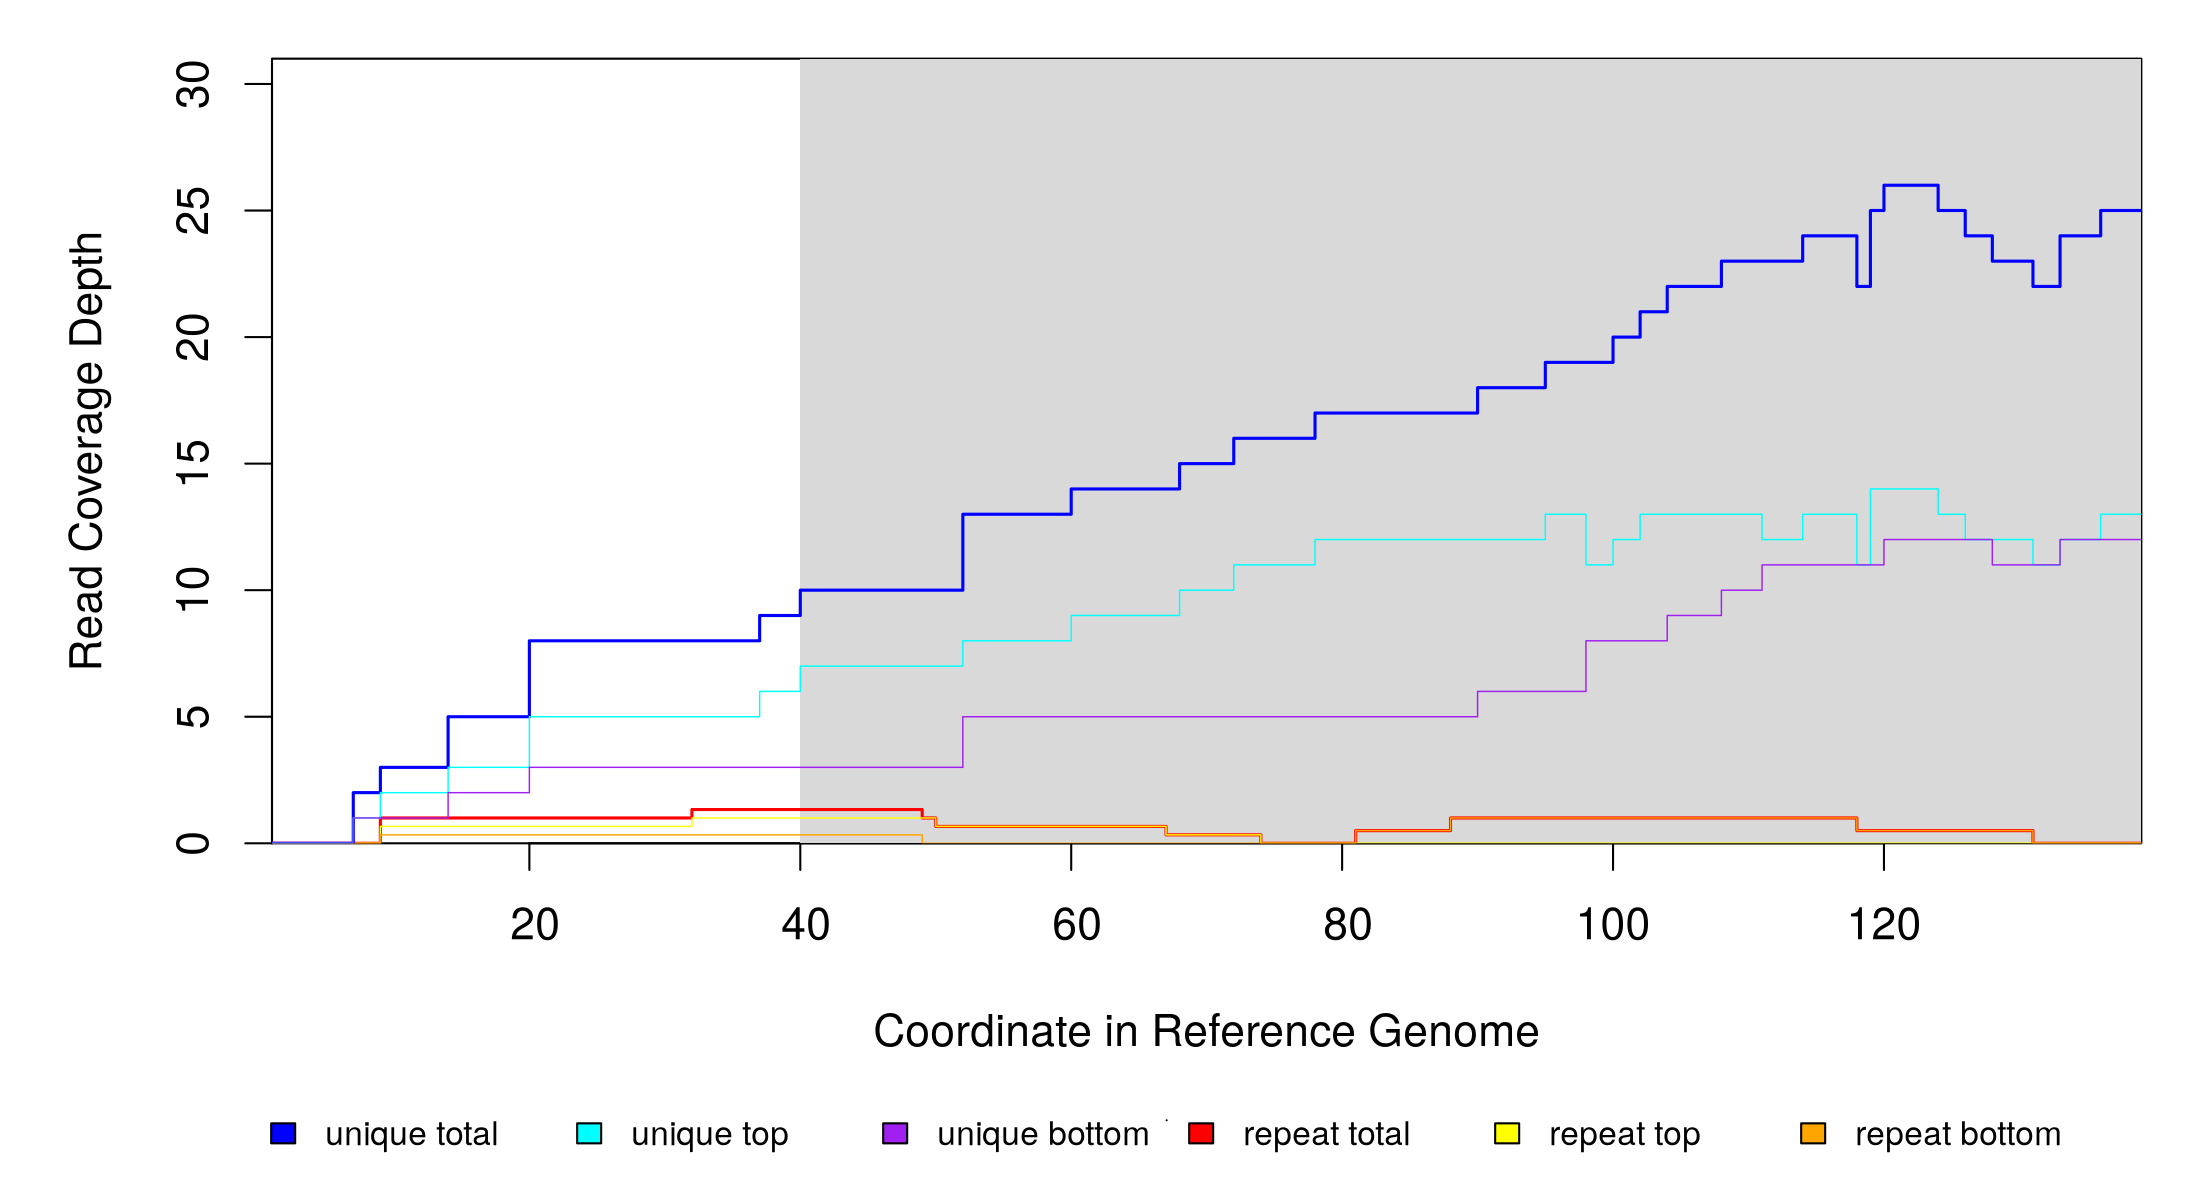 Read Coverage Depth
30
25
20
15
10
5
0
20 40 60 80 100 120
Coordinate in Reference Genome
unique total unique top unique bottom repeat total repeat top repeat bottom